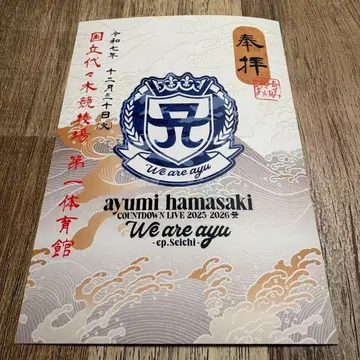 奉拝
令和七年 十二月三十日(火)
国立代々木競技場 第一体育館
A
We are ayu
ayumi hamasaki
COUNTDOWN LIVE 2025-2026 A
We are ayu
-ep.Seichi-